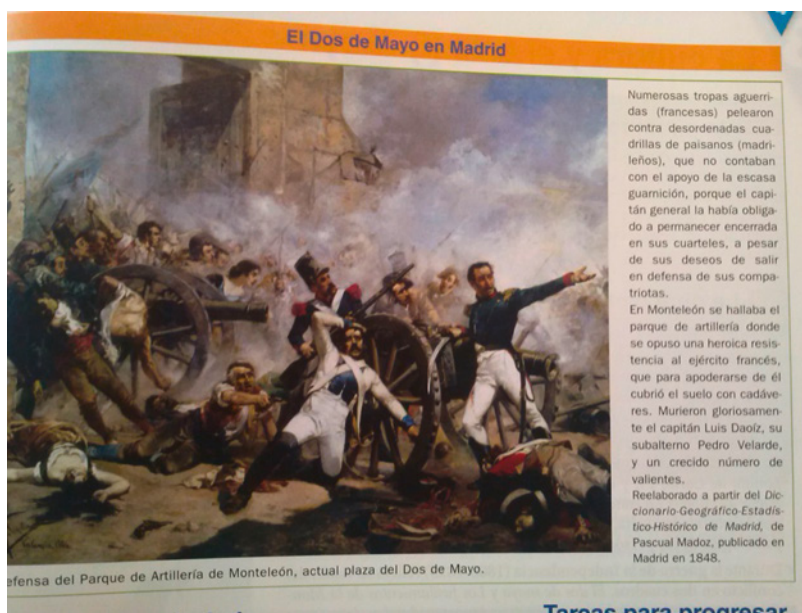 El Dos de Mayo en Madrid
Numerosas tropas aguerri-
das (francesas) pelearon
contra desordenadas cua-
drillas de paisanos (madri-
leños), que no contaban
con el apoyo de la escasa
guarnición, porque el capi-
tán general la había obliga-
do a permanecer encerrada
en sus cuarteles, a pesar
de sus deseos de salir
en defensa de sus compa-
triotas.
En Monteleón se hallaba el
parque de artillería donde
se opuso una heroica resis-
tencia al ejército francés,
que para apoderarse de él
cubrió el suelo con cadáve-
res. Murieron gloriosamen-
te el capitán Luis Daoíz, su
subalterno Pedro Velarde,
y un crecido número de
valientes.
Reelaborado a partir del Dic-
cionario-Geográfico-Estadís-
tico-Histórico de Madrid, de
Pascual Madoz, publicado en
Madrid en 1848.
efensa del Parque de Artillería de Monteleón, actual plaza del Dos de Mayo.
Tareas para progresar